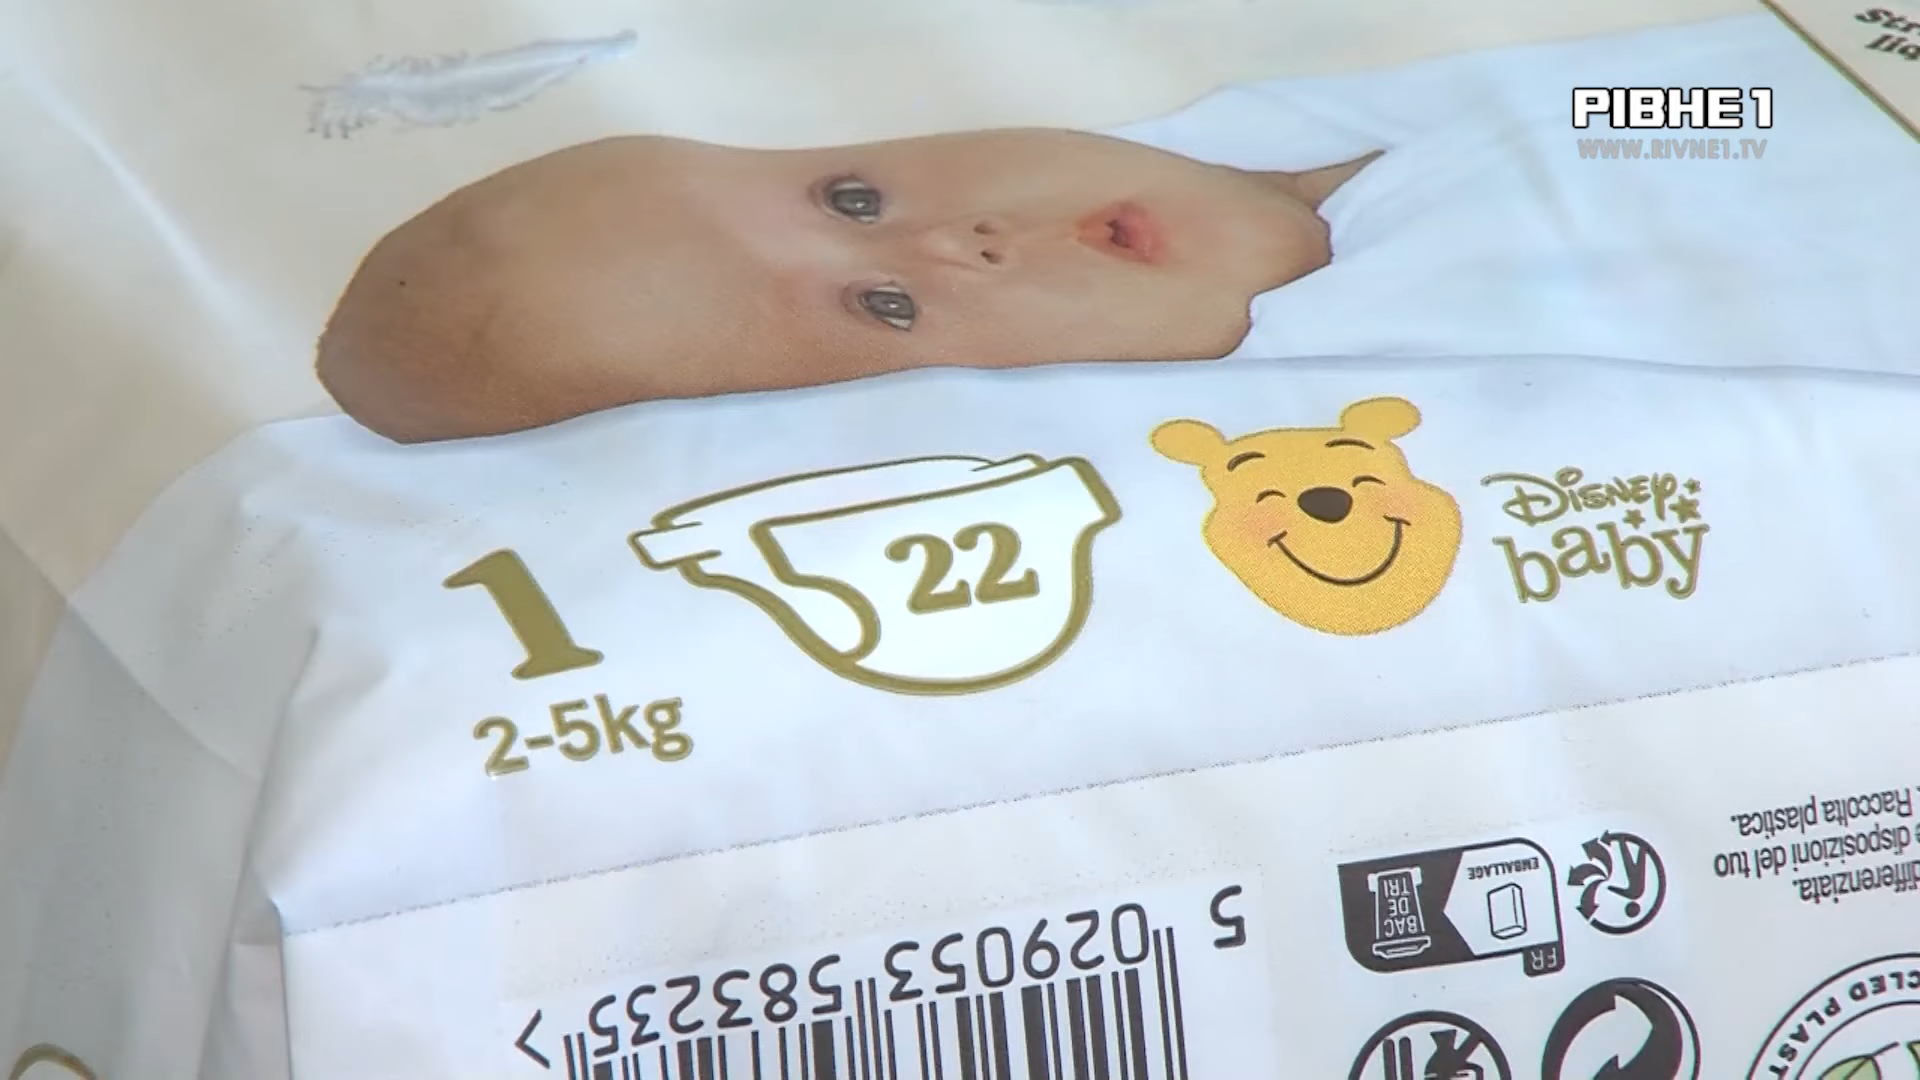 РІВНЕ 1
WWW.RIVNE1.TV
Disney
baby
22
1
2-5kg
5 029053 583235 >
EMBALLAGE
BAC
DE
TRI
FR
differenziata.
disposizioni del tuo
Raccolta plastica.